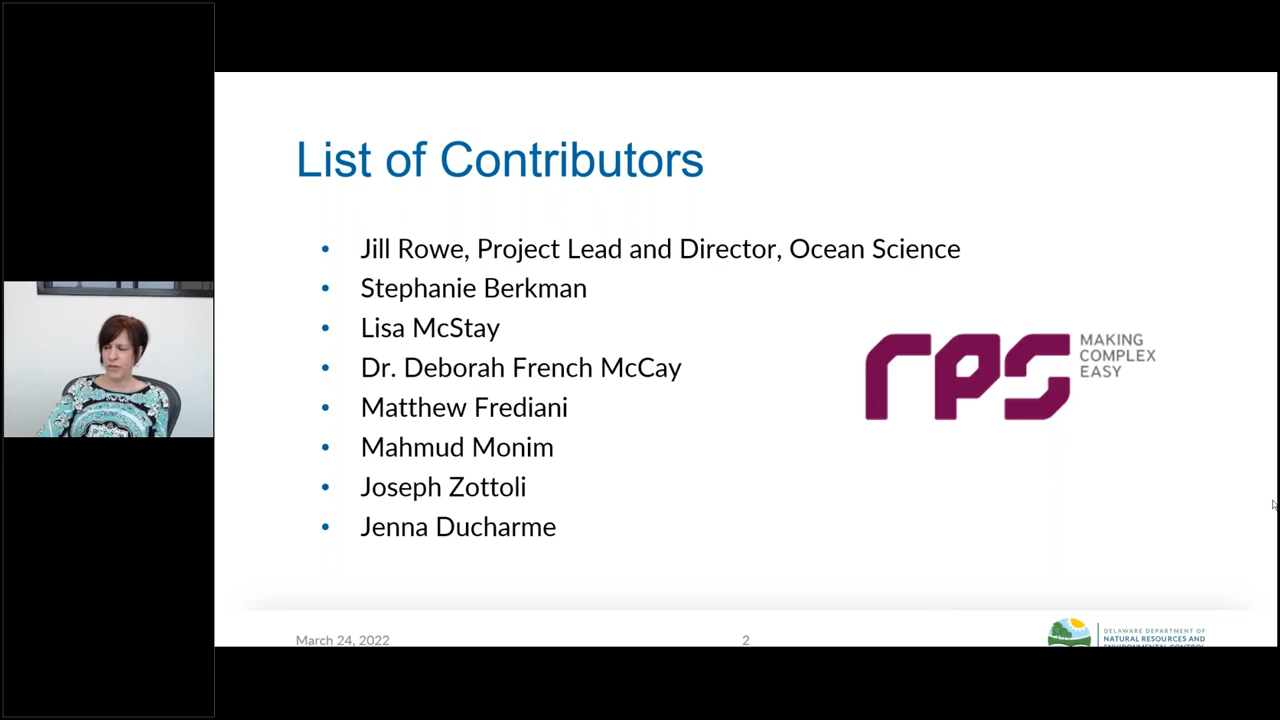 List of Contributors
• Jill Rowe, Project Lead and Director, Ocean Science
• Stephanie Berkman
• Lisa McStay
• Dr. Deborah French McCay
• Matthew Frediani
• Mahmud Monim
• Joseph Zottoli
• Jenna Ducharme
rps
MAKING
COMPLEX
EASY
March 24, 2022
2
DELAWARE DEPARTMENT OF
NATURAL RESOURCES AND
ENVIRONMENTAL CONTROL